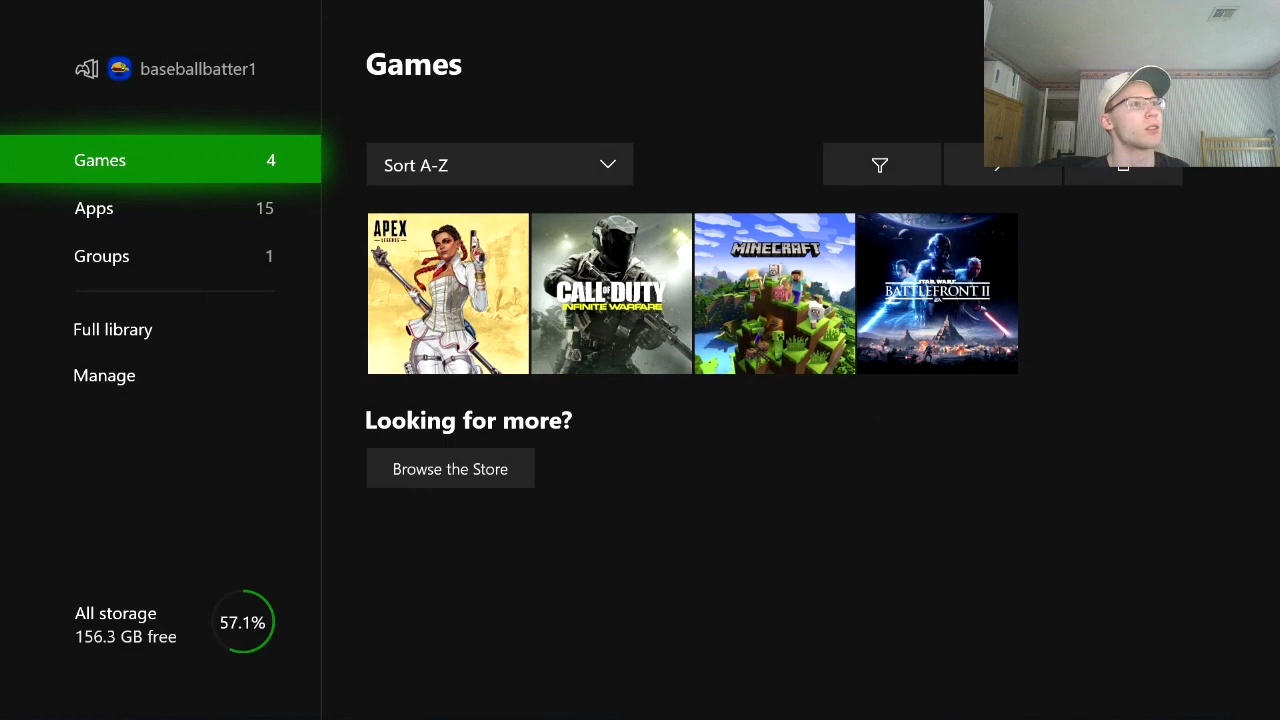 baseballbatter1
Games 4
Apps 15
Groups 1
Full library
Manage
All storage
156.3 GB free
57.1%
Games
Sort A-Z
APEX
LEGENDS
CALL OF DUTY
INFINITE WARFARE
MINECRAFT
STAR WARS
BATTLEFRONT II
EA
Looking for more?
Browse the Store